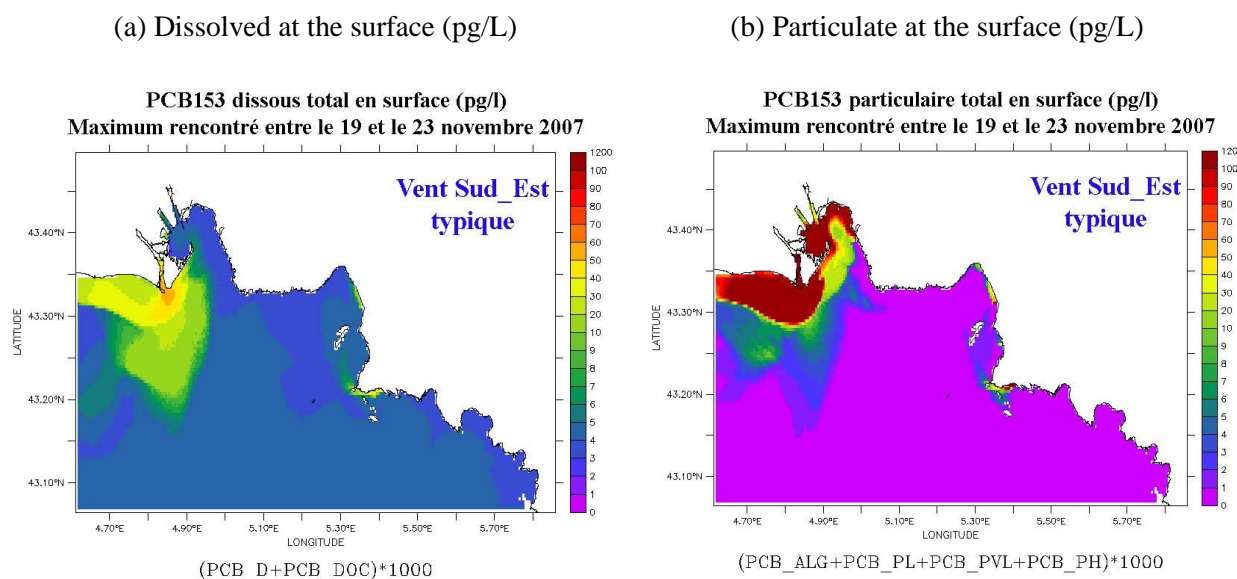 (a) Dissolved at the surface (pg/L)
(b) Particulate at the surface (pg/L)
PCB153 dissous total en surface (pg/l)
Maximum rencontré entre le 19 et le 23 novembre 2007
Vent Sud_Est
typique
1200
100
90
80
70
60
50
40
30
20
10
9
8
7
6
5
4
3
2
1
0
43.40°N
43.30°N
43.20°N
43.10°N
LATITUDE
4.70°E
4.90°E
5.10°E
5.30°E
5.50°E
5.70°E
LONGITUDE
(PCB_D+PCB_DOC)*1000
PCB153 particulaire total en surface (pg/l)
Maximum rencontré entre le 19 et le 23 novembre 2007
Vent Sud_Est
typique
1200
100
90
80
70
60
50
40
30
20
10
9
8
7
6
5
4
3
2
1
0
43.40°N
43.30°N
43.20°N
43.10°N
LATITUDE
4.70°E
4.90°E
5.10°E
5.30°E
5.50°E
5.70°E
LONGITUDE
(PCB_ALG+PCB_PL+PCB_PVL+PCB_PH)*1000